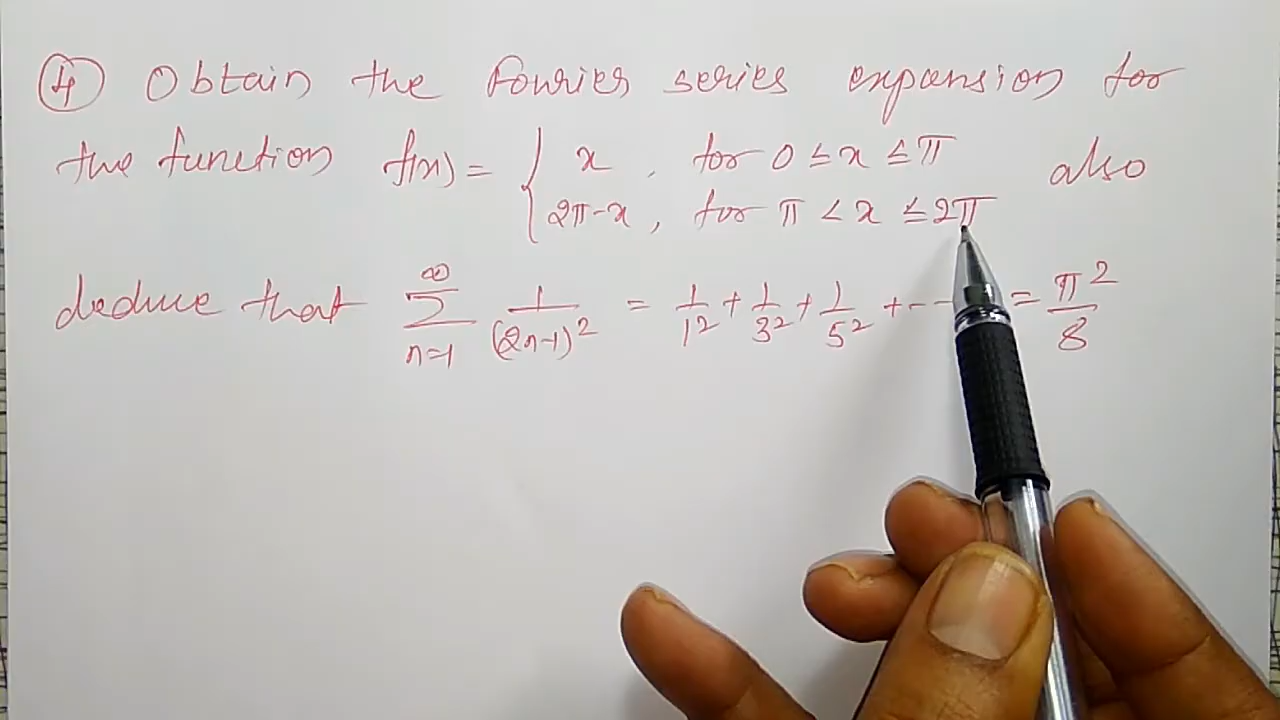 ④ Obtain the Fourier series expansion for
the function f(x) = { x , for 0 ≤ x ≤ π also
2π-x , for π < x ≤ 2π
deduce that ∞∑n=1 1/(2n-1)² = 1/1² + 1/3² + 1/5² + -- = π²/8